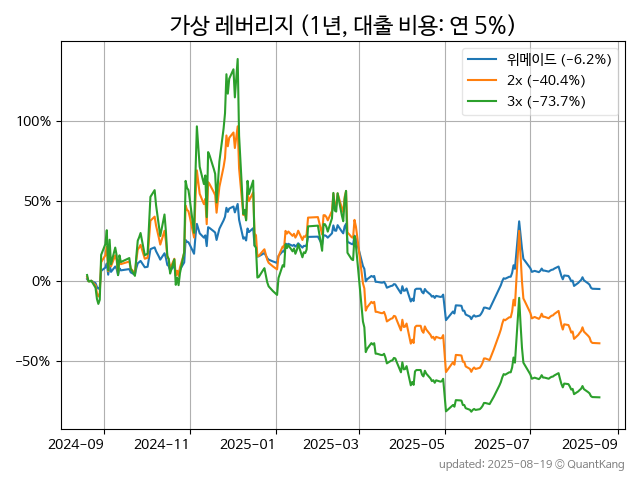 가상 레버리지 (1년, 대출 비용: 연 5%)
위메이드 (-6.2%)
2x (-40.4%)
3x (-73.7%)
100%
50%
0%
-50%
2024-09 2024-11 2025-01 2025-03 2025-05 2025-07 2025-09
updated: 2025-08-19 © QuantKang